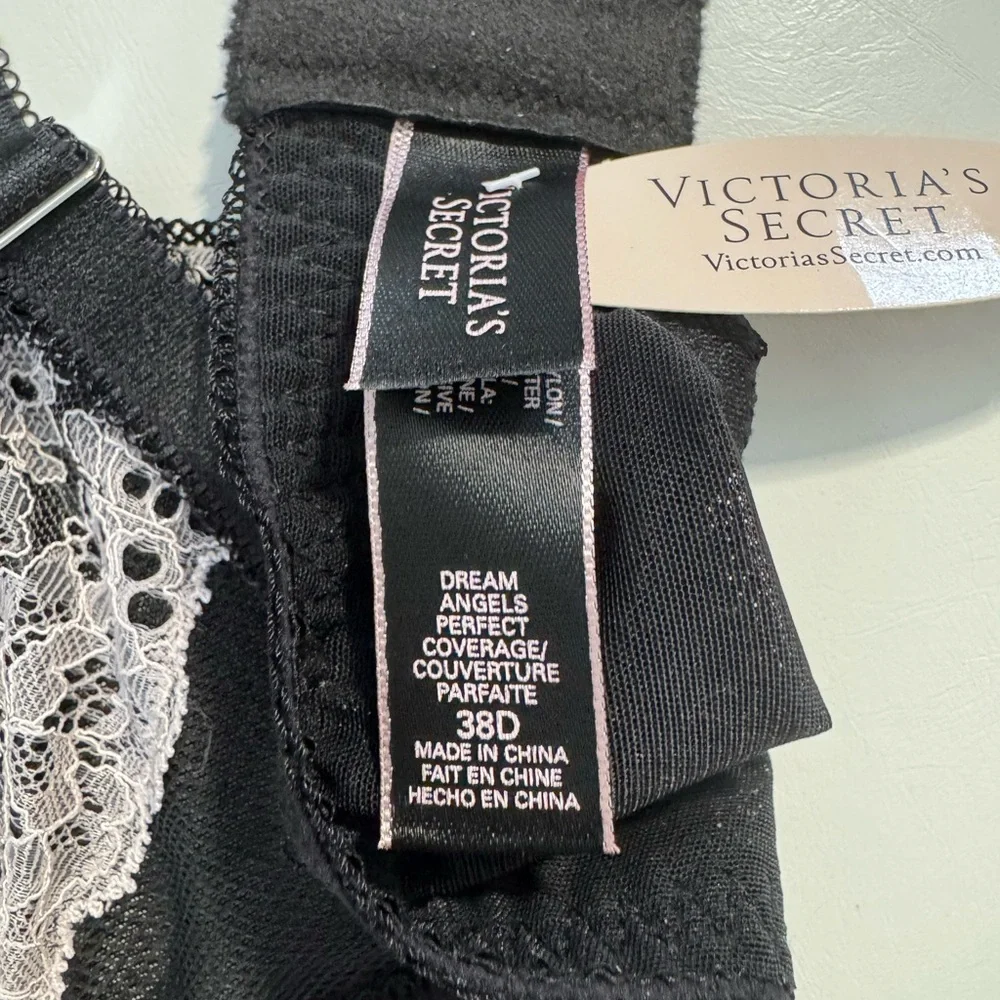 VICTORIA'S
SECRET
VICTORIA'S
SECRET
VictoriasSecret.com
DREAM
ANGELS
PERFECT
COVERAGE/
COUVERTURE
PARFAITE
38D
MADE IN CHINA
FAIT EN CHINE
HECHO EN CHINA